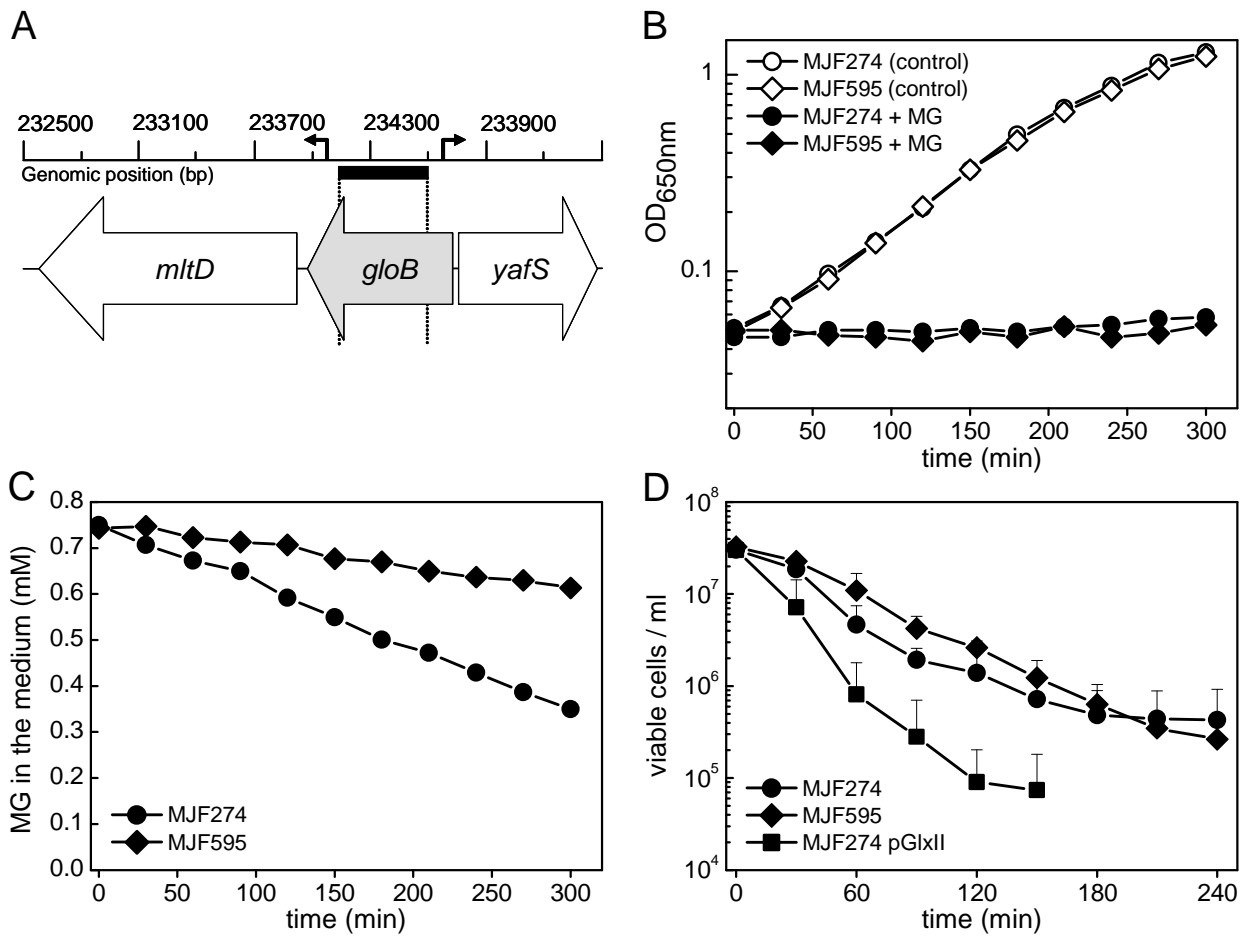 A
232500 233100 233700 234300 233900
Genomic position (bp)
mltD gloB yafS
B
MJF274 (control)
MJF595 (control)
MJF274 + MG
MJF595 + MG
1
0.1
OD650nm
0 50 100 150 200 250 300
time (min)
C
0.8
0.7
0.6
0.5
0.4
0.3
0.2
0.1
0.0
MG in the medium (mM)
MJF274
MJF595
0 50 100 150 200 250 300
time (min)
D
10^8
10^7
10^6
10^5
10^4
viable cells / ml
MJF274
MJF595
MJF274 pGlxII
0 60 120 180 240
time (min)